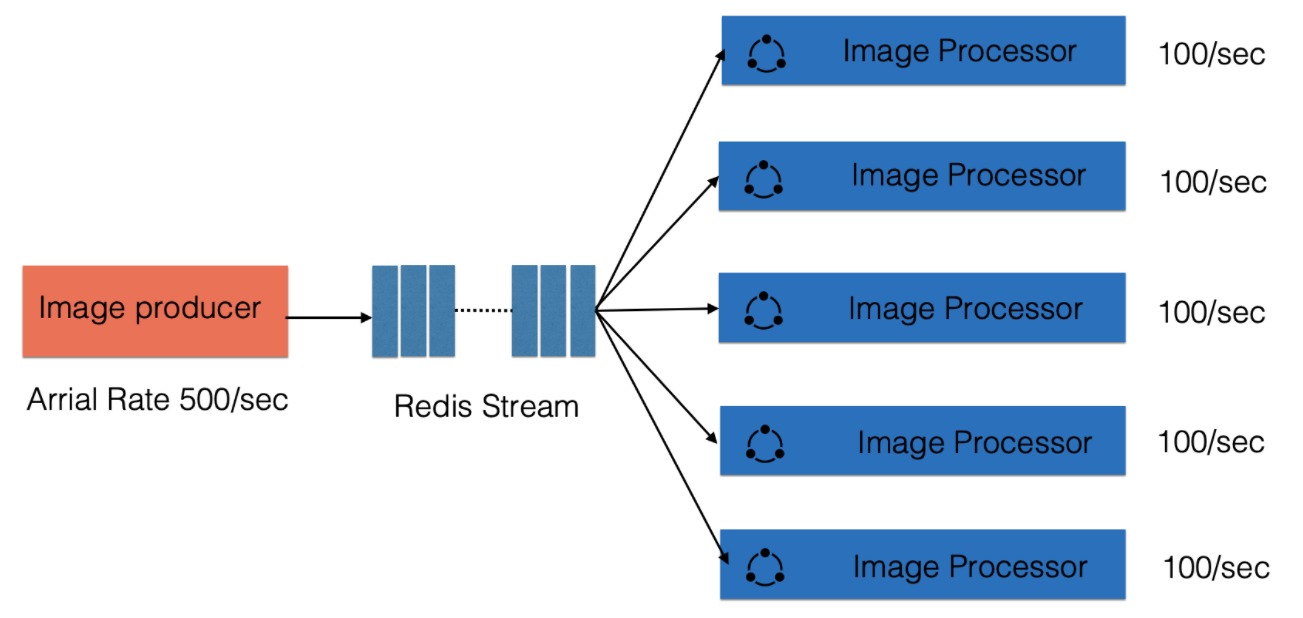 Image Processor
100/sec
Image Processor
100/sec
Image producer
Arrial Rate 500/sec
Redis Stream
Image Processor
100/sec
Image Processor
100/sec
Image Processor
100/sec